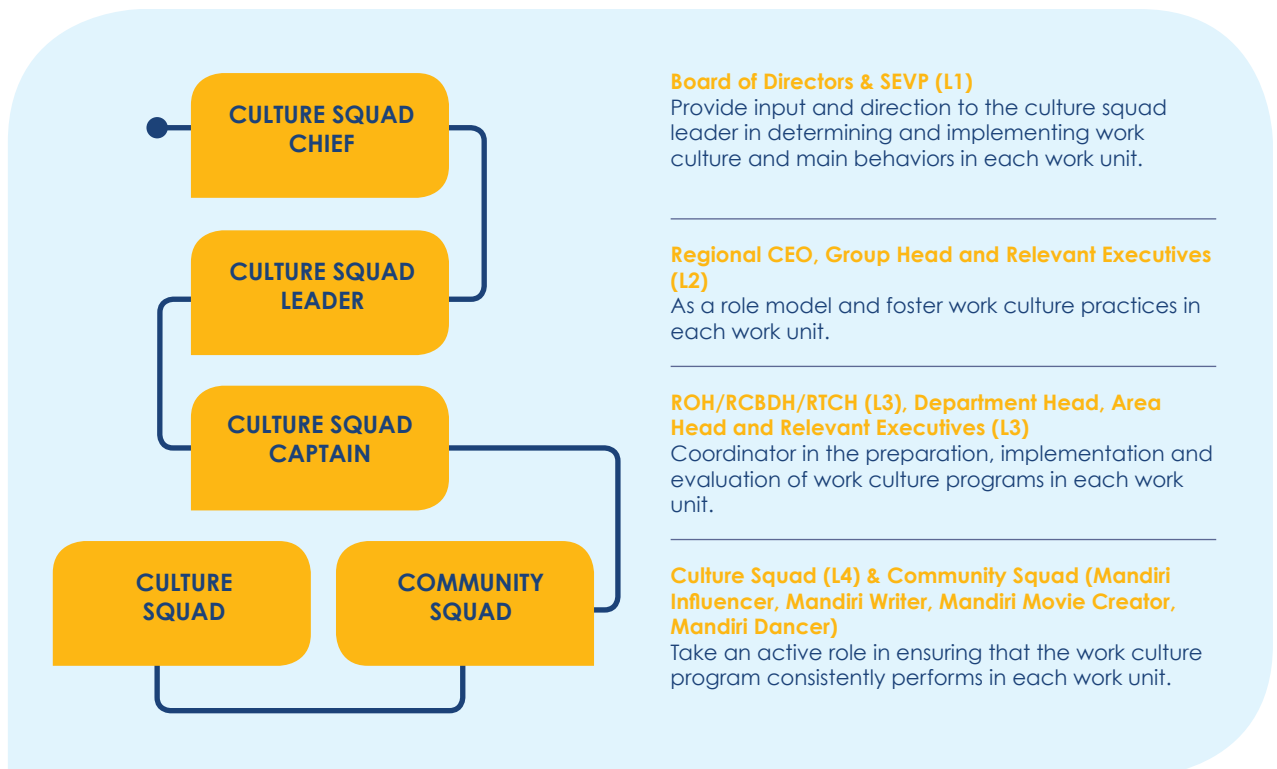 CULTURE SQUAD
CHIEF
Board of Directors & SEVP (L1)
Provide input and direction to the culture squad
leader in determining and implementing work
culture and main behaviors in each work unit.
CULTURE SQUAD
LEADER
Regional CEO, Group Head and Relevant Executives
(L2)
As a role model and foster work culture practices in
each work unit.
CULTURE SQUAD
CAPTAIN
ROH/RCBDH/RTCH (L3), Department Head, Area
Head and Relevant Executives (L3)
Coordinator in the preparation, implementation and
evaluation of work culture programs in each work
unit.
CULTURE
SQUAD
COMMUNITY
SQUAD
Culture Squad (L4) & Community Squad (Mandiri
Influencer, Mandiri Writer, Mandiri Movie Creator,
Mandiri Dancer)
Take an active role in ensuring that the work culture
program consistently performs in each work unit.